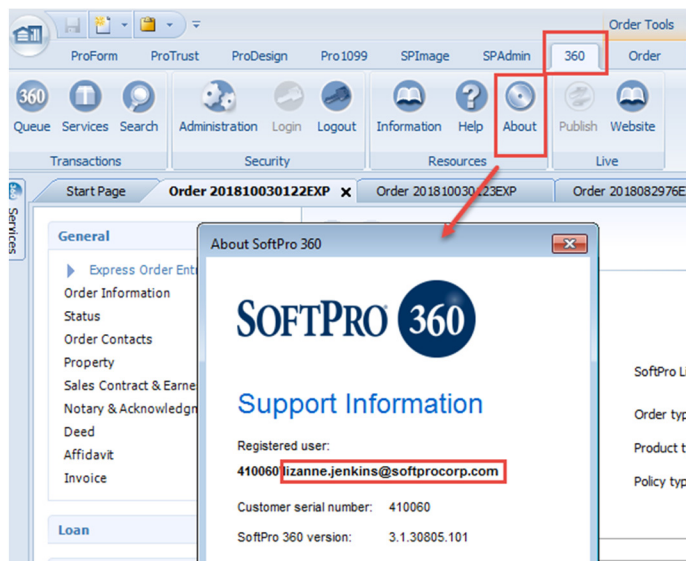 Order Tools
ProForm ProTrust ProDesign Pro1099 SPImage SPAdmin 360 Order
360
Queue Services Search Administration Login Logout Information Help About Publish Website
Transactions Security Resources Live
Start Page Order 201810030122EXP x Order 201810030123EXP Order 2018082976E
Services
General
About SoftPro 360
Express Order Ent
Order Information
Status
Order Contacts
Property
Sales Contract & Earne
Notary & Acknowledgn
Deed
Affidavit
Invoice
Loan
SOFTPRO 360
Support Information
Registered user:
410060\lizanne.jenkins@softprocorp.com
Customer serial number: 410060
SoftPro 360 version: 3.1.30805.101
SoftPro Li
Order typ
Product t
Policy typ